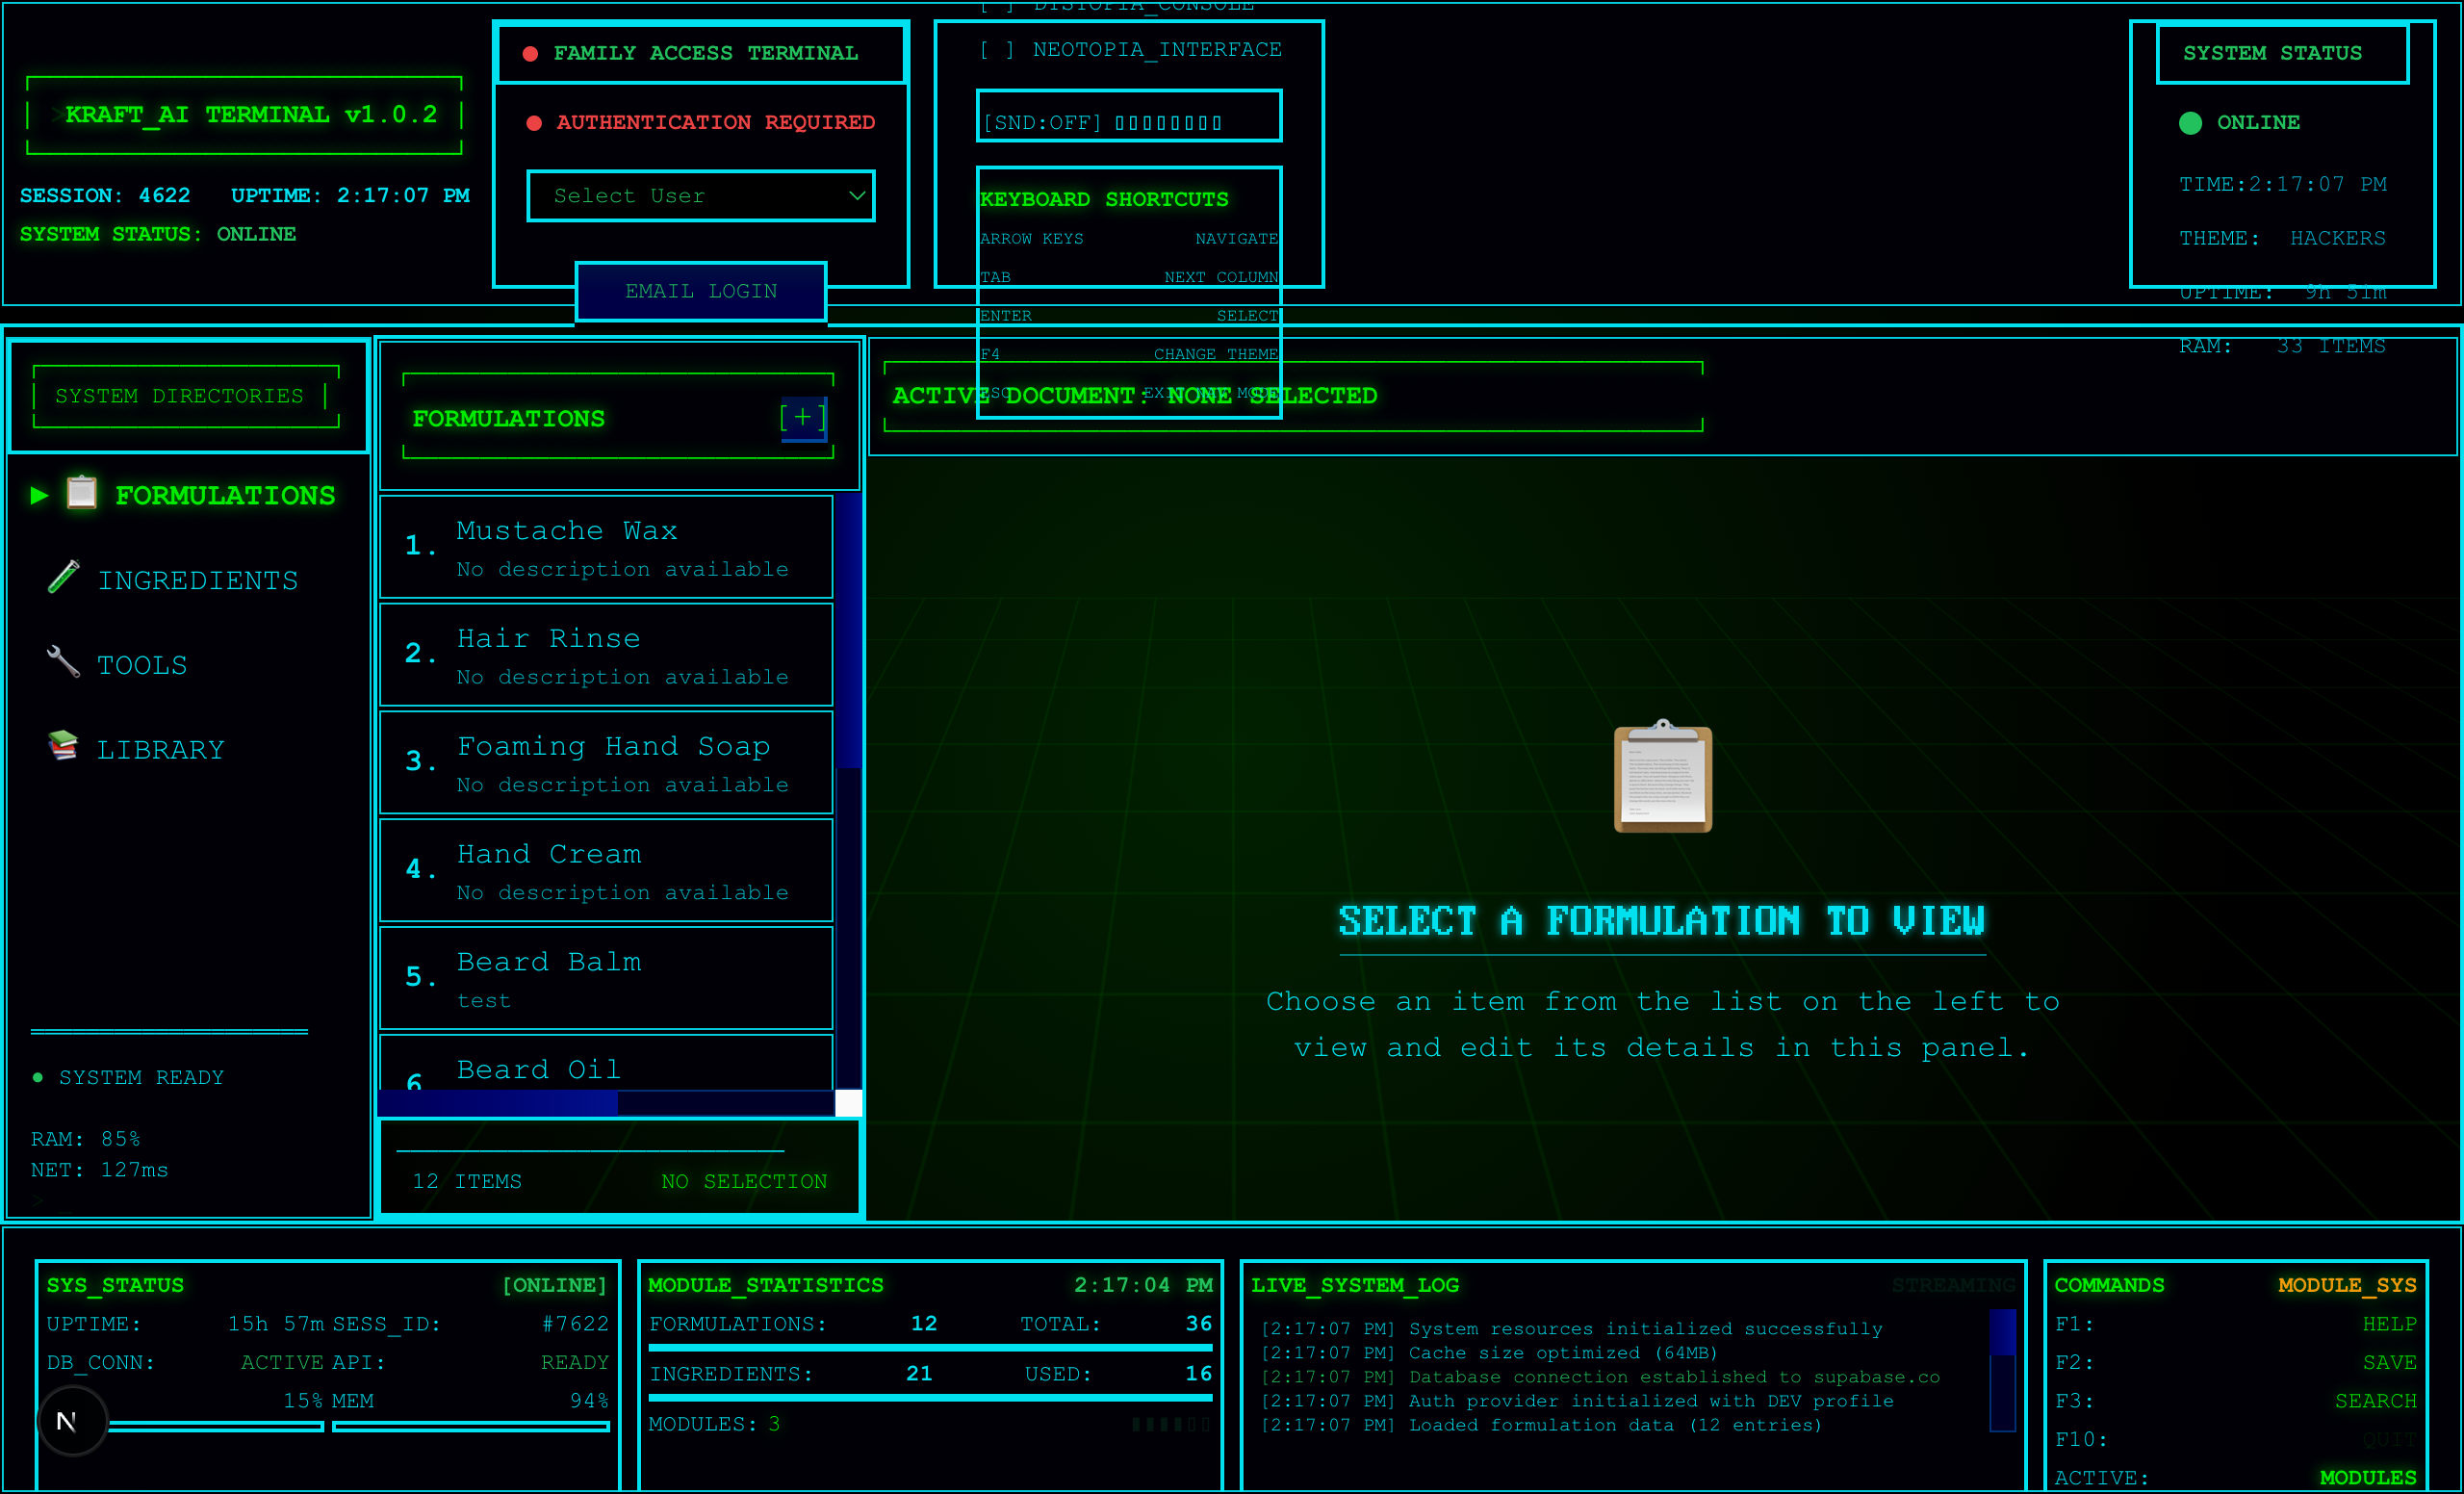 KRAFT_AI TERMINAL v1.0.2
SESSION: 4622 UPTIME: 2:17:07 PM
SYSTEM STATUS: ONLINE
FAMILY ACCESS TERMINAL
AUTHENTICATION REQUIRED
Select User
EMAIL LOGIN
[ ] DISTOPIA_CONSOLE
[ ] NEOTOPIA_INTERFACE
[SND:OFF]
KEYBOARD SHORTCUTS
ARROW KEYS NAVIGATE
TAB NEXT COLUMN
ENTER SELECT
F4 CHANGE THEME
ESC EXIT NAV MODE
SYSTEM STATUS
ONLINE
TIME:2:17:07 PM
THEME: HACKERS
UPTIME: 9h 51m
RAM: 33 ITEMS
SYSTEM DIRECTORIES
▶ FORMULATIONS
INGREDIENTS
TOOLS
LIBRARY
SYSTEM READY
RAM: 85%
NET: 127ms
> _
FORMULATIONS [+]
1. Mustache Wax
No description available
2. Hair Rinse
No description available
3. Foaming Hand Soap
No description available
4. Hand Cream
No description available
5. Beard Balm
test
6 Beard Oil
12 ITEMS NO SELECTION
ACTIVE DOCUMENT: NONE SELECTED
SELECT A FORMULATION TO VIEW
Choose an item from the list on the left to
view and edit its details in this panel.
SYS_STATUS [ONLINE]
UPTIME: 15h 57m SESS_ID: #7622
DB_CONN: ACTIVE API: READY
15% MEM 94%
N
MODULE_STATISTICS 2:17:04 PM
FORMULATIONS: 12 TOTAL: 36
INGREDIENTS: 21 USED: 16
MODULES: 3
LIVE_SYSTEM_LOG STREAMING
[2:17:07 PM] System resources initialized successfully
[2:17:07 PM] Cache size optimized (64MB)
[2:17:07 PM] Database connection established to supabase.co
[2:17:07 PM] Auth provider initialized with DEV profile
[2:17:07 PM] Loaded formulation data (12 entries)
COMMANDS MODULE_SYS
F1: HELP
F2: SAVE
F3: SEARCH
F10: QUIT
ACTIVE: MODULES